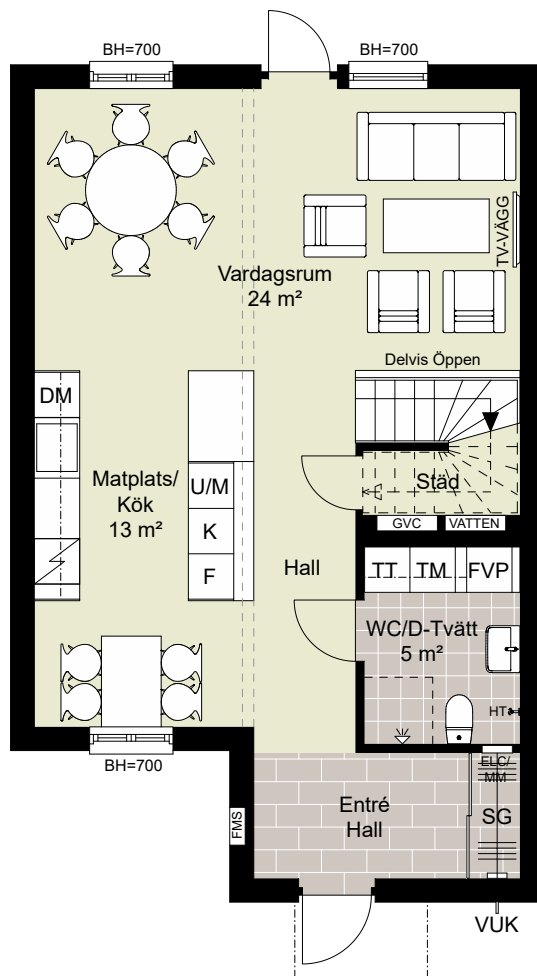 BH=700
BH=700
TV-VÄGG
Vardagsrum
24 m²
Delvis Öppen
DM
Matplats/
Kök
13 m²
U/M
K
F
Städ
GVC
VATTEN
Hall
TT
TM
FVP
WC/D-Tvätt
5 m²
HT
BH=700
ELC/
MM
Entré
Hall
SG
FMS
VUK